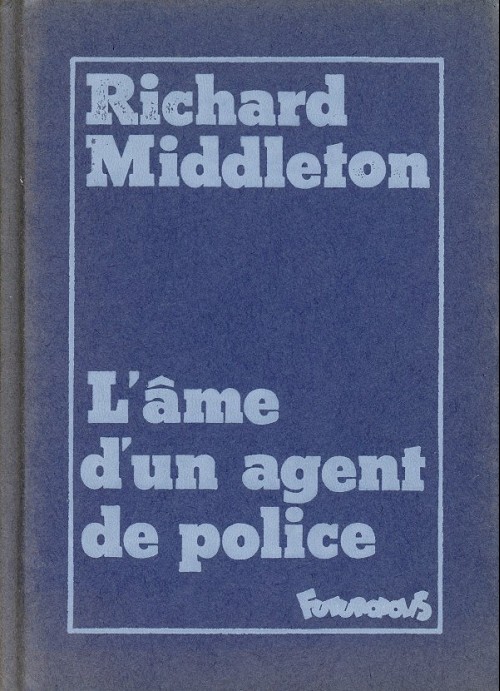 Richard
Middleton
L'âme
d'un agent
de police
FUTUROPOLIS